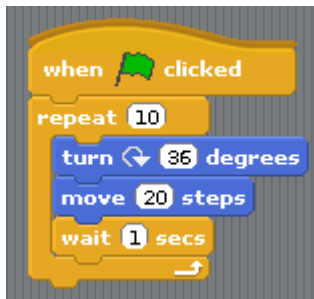 when clicked
repeat 10
turn 36 degrees
move 20 steps
wait 1 secs